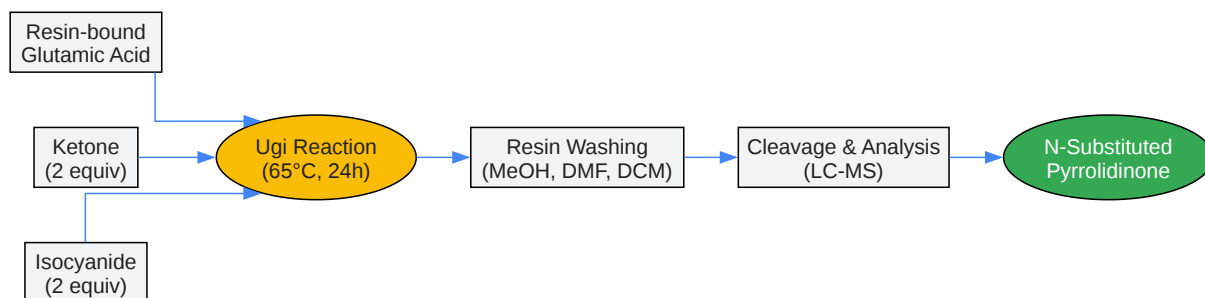 Resin-bound
Glutamic Acid
Ketone
(2 equiv)
Isocyanide
(2 equiv)
Ugi Reaction
(65°C, 24h)
Resin Washing
(MeOH, DMF, DCM)
Cleavage & Analysis
(LC-MS)
N-Substituted
Pyrrolidinone